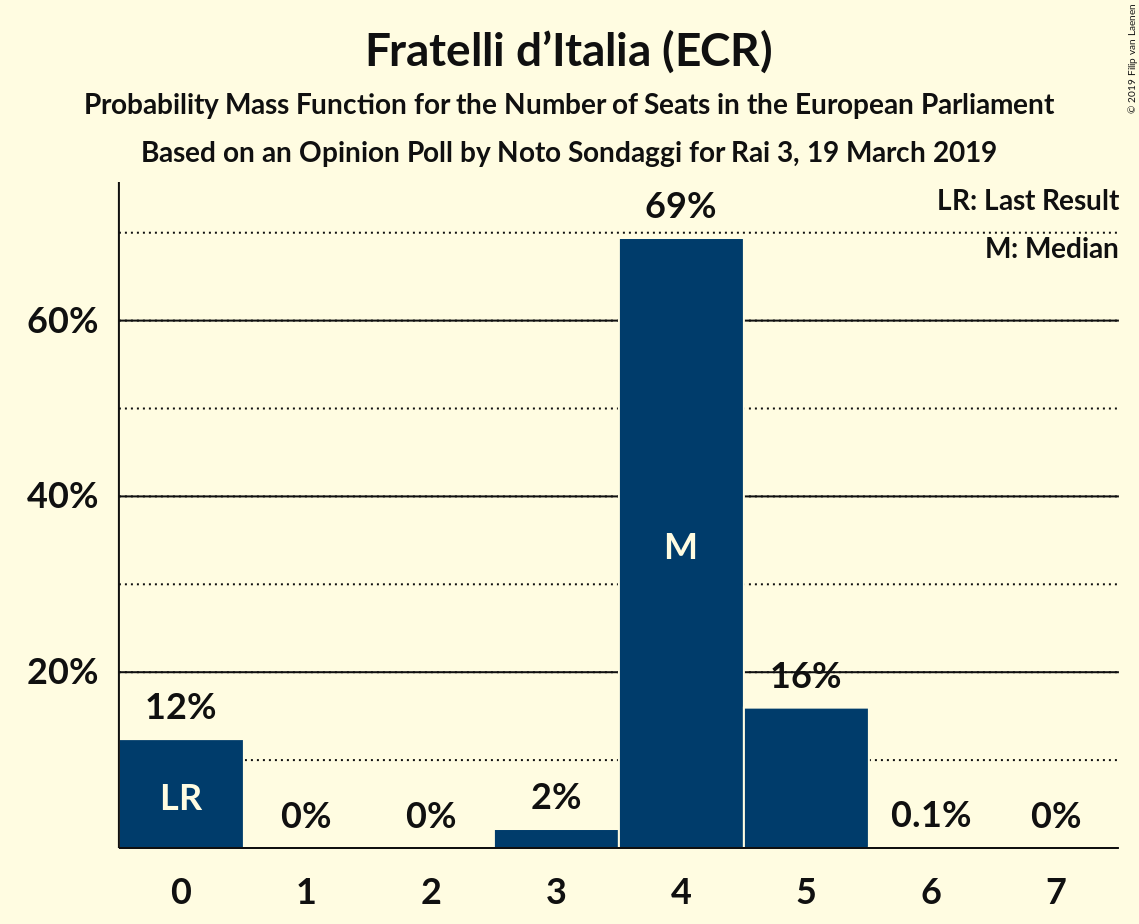 Fratelli d’Italia (ECR)
Probability Mass Function for the Number of Seats in the European Parliament
Based on an Opinion Poll by Noto Sondaggi for Rai 3, 19 March 2019
© 2019 Filip van Laenen
LR: Last Result
M: Median
69%
60%
40%
M
20%
16%
12%
LR
0%
0%
2%
0.1%
0%
0 1 2 3 4 5 6 7